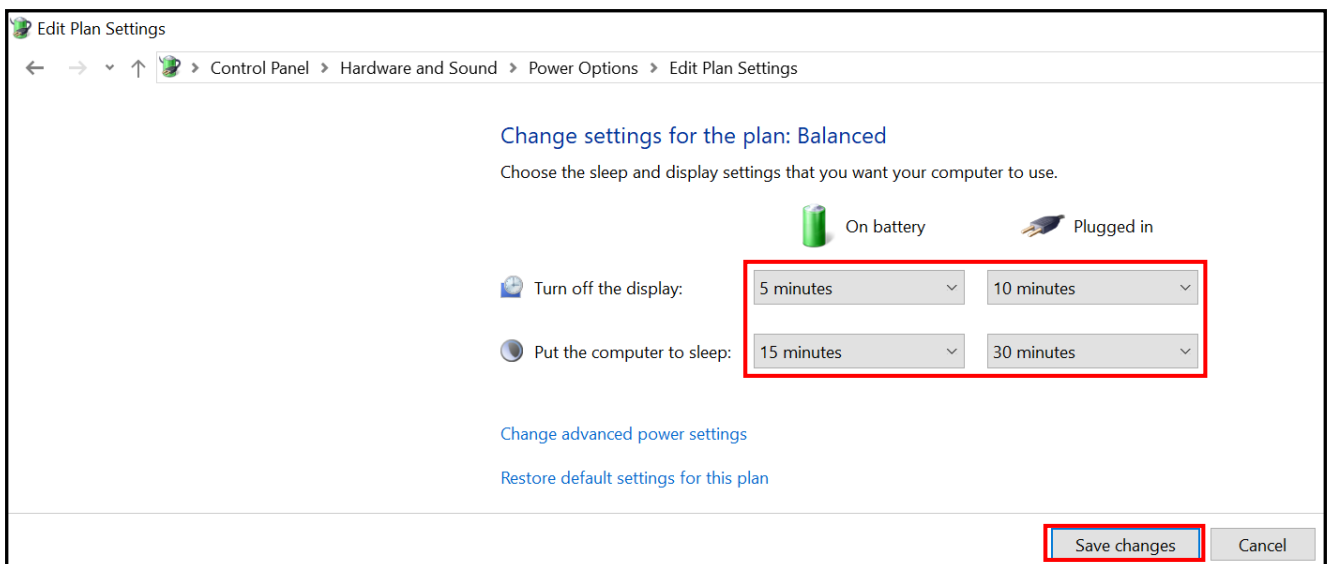 Edit Plan Settings
Control Panel > Hardware and Sound > Power Options > Edit Plan Settings
Change settings for the plan: Balanced
Choose the sleep and display settings that you want your computer to use.
On battery Plugged in
Turn off the display: 5 minutes 10 minutes
Put the computer to sleep: 15 minutes 30 minutes
Change advanced power settings
Restore default settings for this plan
Save changes Cancel